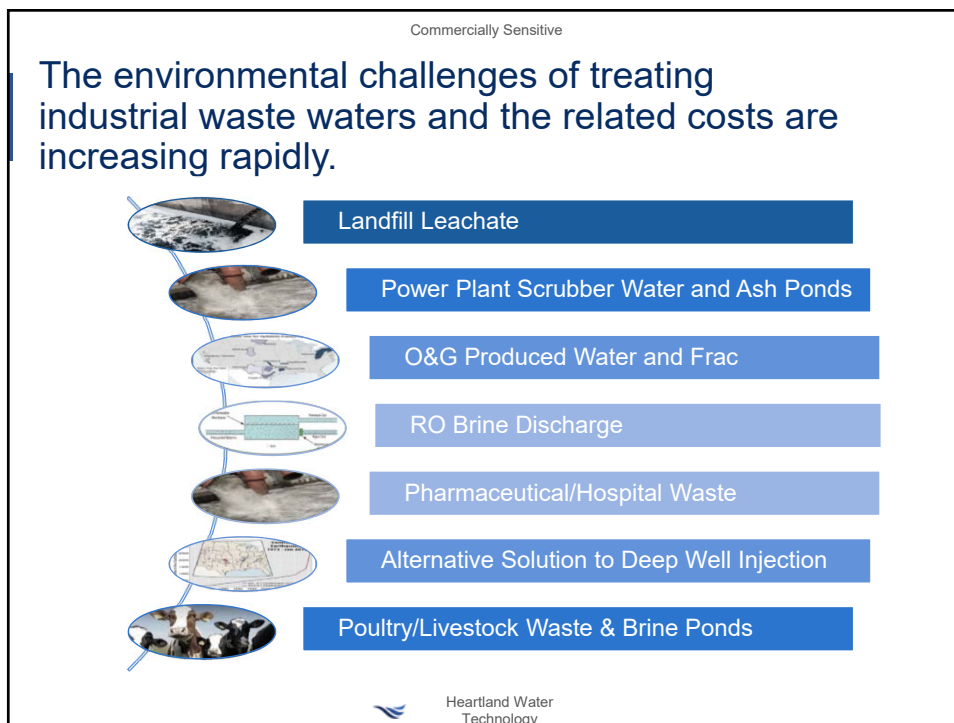 Commercially Sensitive
The environmental challenges of treating
industrial waste waters and the related costs are
increasing rapidly.
Landfill Leachate
Power Plant Scrubber Water and Ash Ponds
O&G Produced Water and Frac
RO Brine Discharge
Pharmaceutical/Hospital Waste
Alternative Solution to Deep Well Injection
Poultry/Livestock Waste & Brine Ponds
Heartland Water
Technology